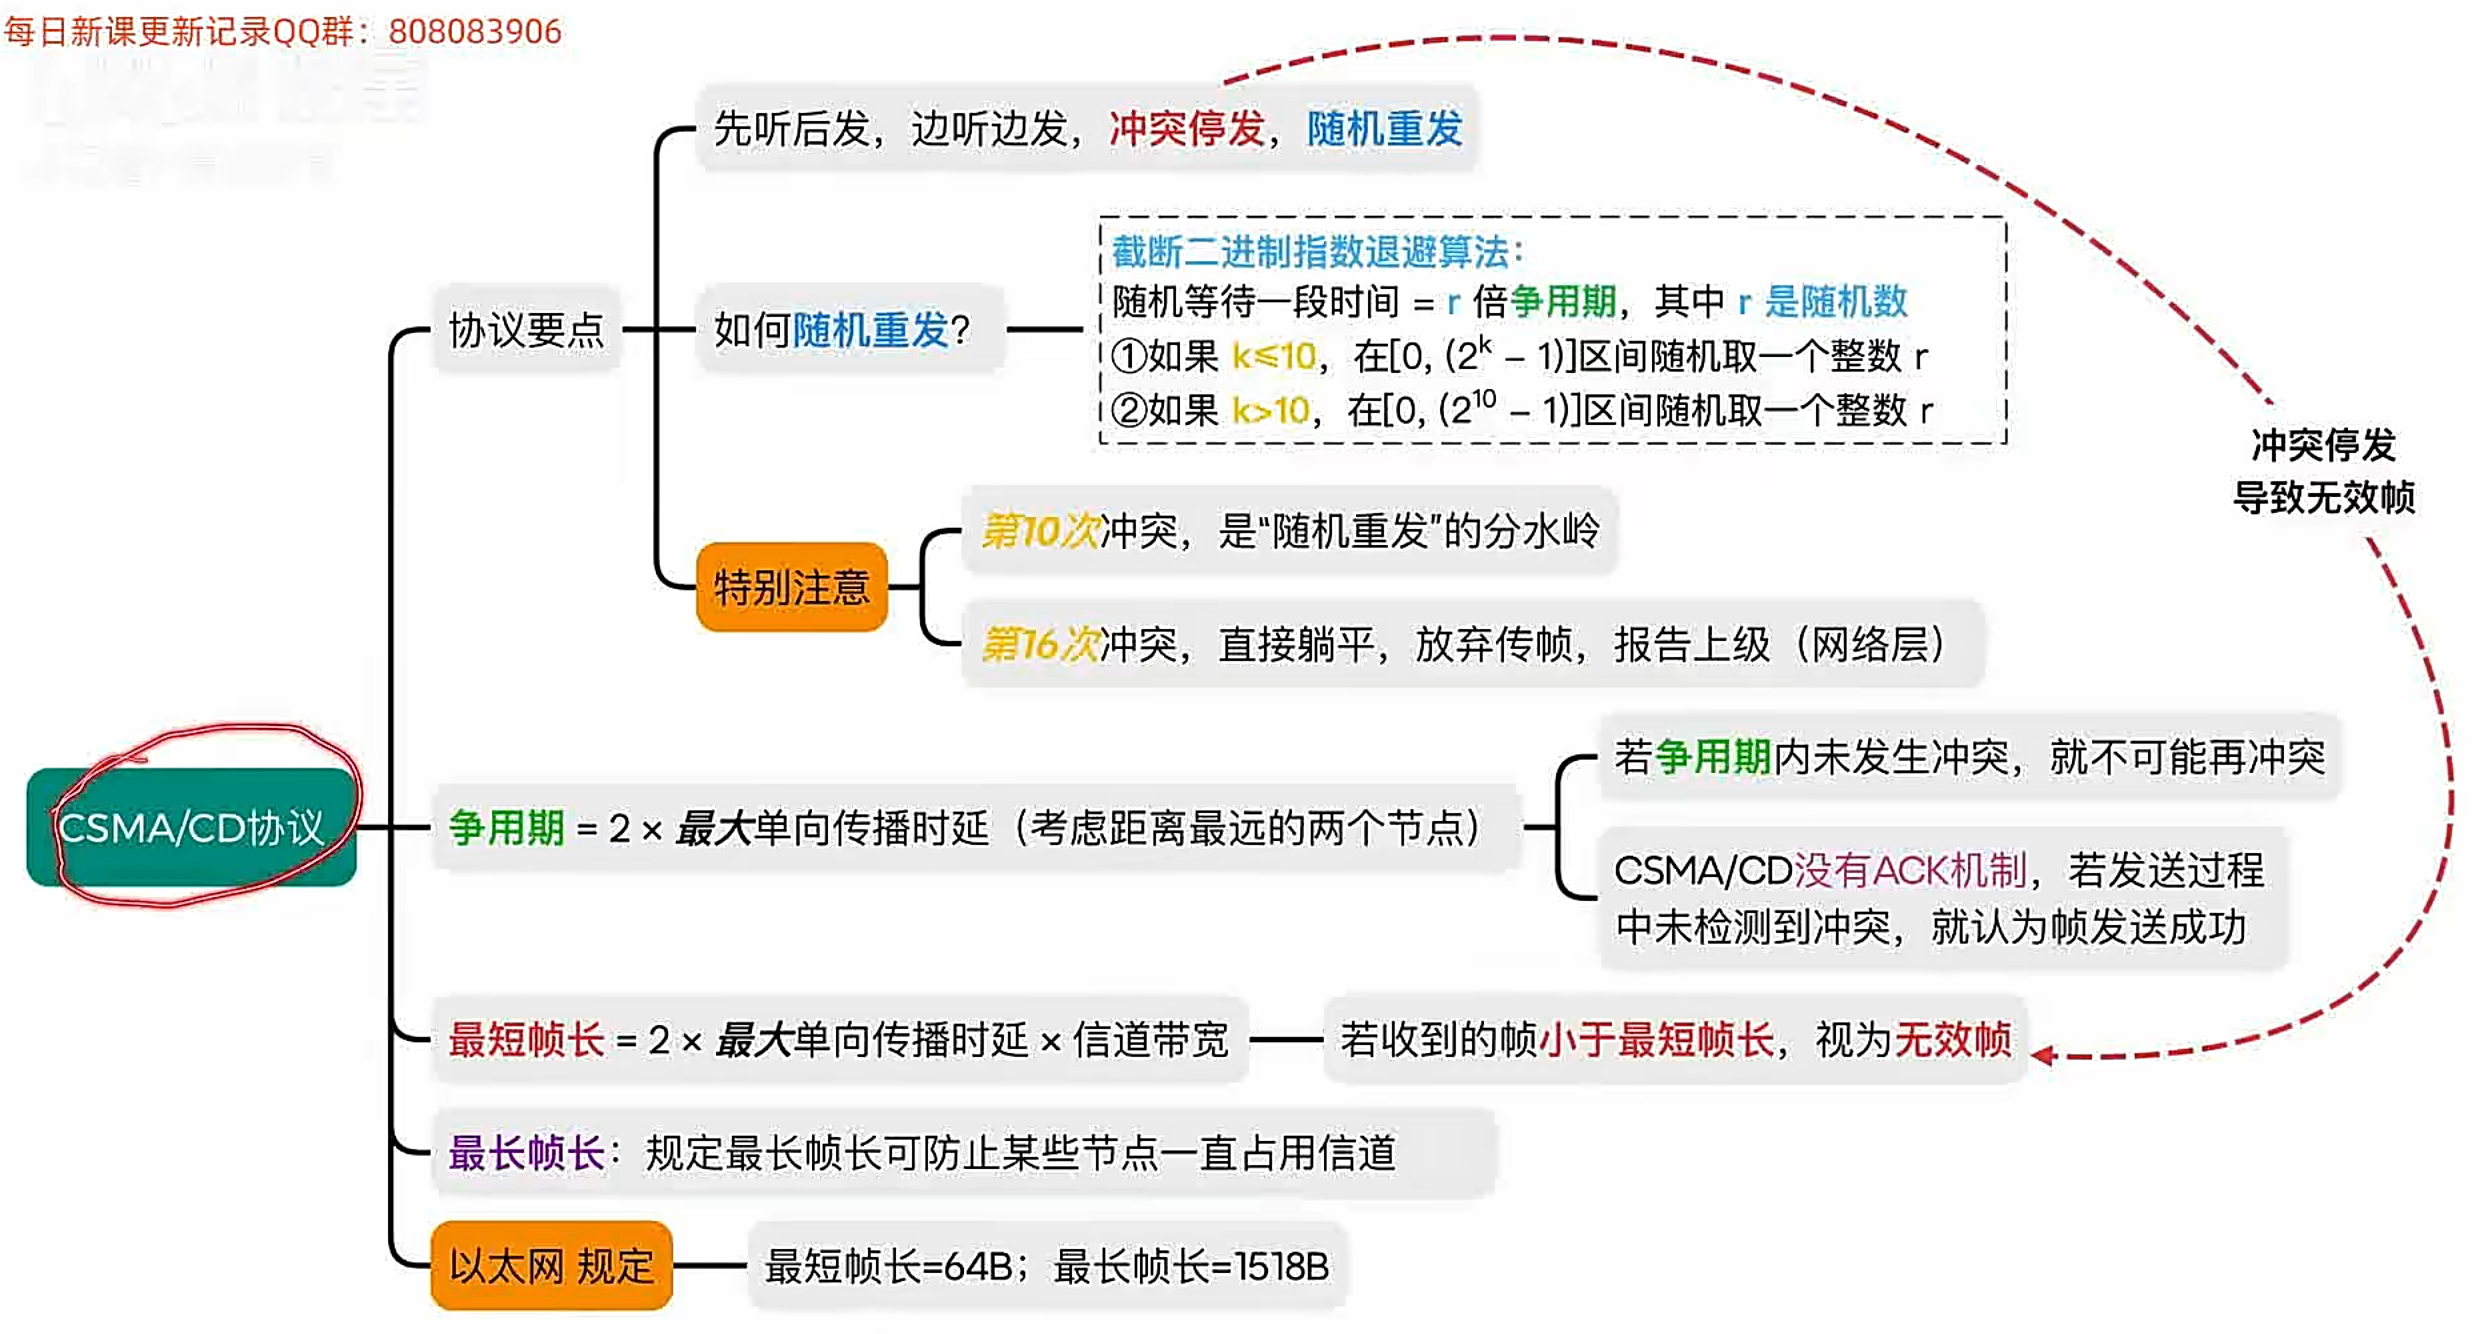 每日新课更新记录QQ群：808083906
先听后发，边听边发，冲突停发，随机重发
截断二进制指数退避算法：
随机等待一段时间 = r 倍争用期，其中 r 是随机数
①如果 k≤10，在[0, (2^k – 1)]区间随机取一个整数 r
②如果 k>10，在[0, (2^10 – 1)]区间随机取一个整数 r
协议要点
如何随机重发？
冲突停发
导致无效帧
第10次冲突，是“随机重发”的分水岭
特别注意
第16次冲突，直接躺平，放弃传帧，报告上级（网络层）
若争用期内未发生冲突，就不可能再冲突
CSMA/CD协议
争用期 = 2 × 最大单向传播时延（考虑距离最远的两个节点）
CSMA/CD没有ACK机制，若发送过程
中未检测到冲突，就认为帧发送成功
最短帧长 = 2 × 最大单向传播时延 × 信道带宽
若收到的帧小于最短帧长，视为无效帧
最长帧长：规定最长帧长可防止某些节点一直占用信道
以太网 规定
最短帧长=64B；最长帧长=1518B